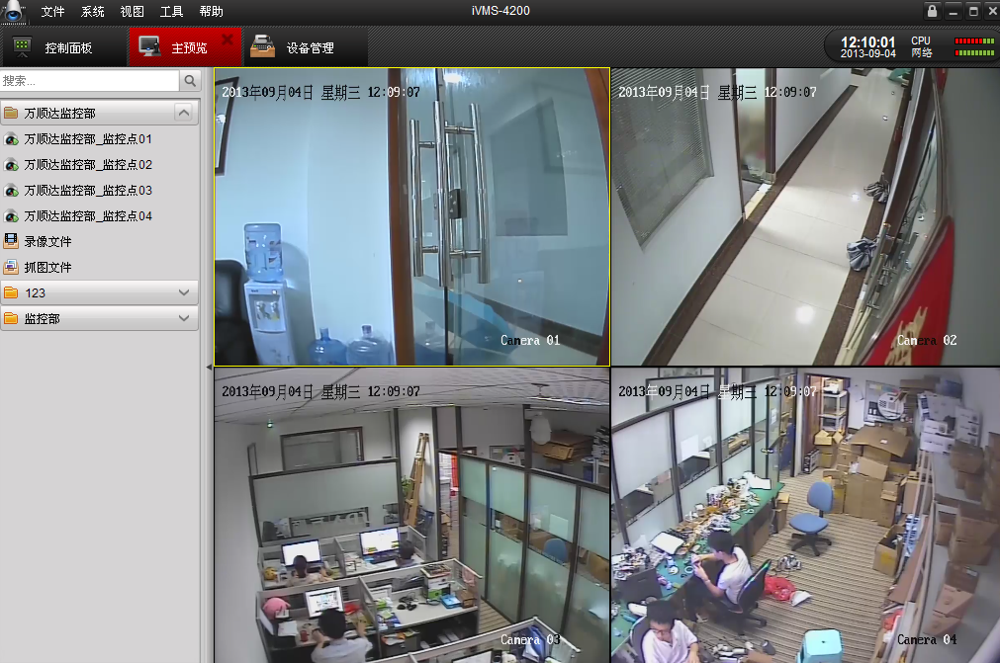 文件 系统 视图 工具 帮助 iVMS-4200
控制面板 主预览 设备管理 12:10:01 CPU
2013-09-04 网络
搜索...
万顺达监控部
万顺达监控部_监控点01
万顺达监控部_监控点02
万顺达监控部_监控点03
万顺达监控部_监控点04
录像文件
抓图文件
123
监控部
2013年09月04日 星期三 12:09:07
Camera 01
2013年09月04日 星期三 12:09:07
Camera 02
2013年09月04日 星期三 12:09:07
Camera 03
2013年09月04日 星期三 12:09:07
Camera 04